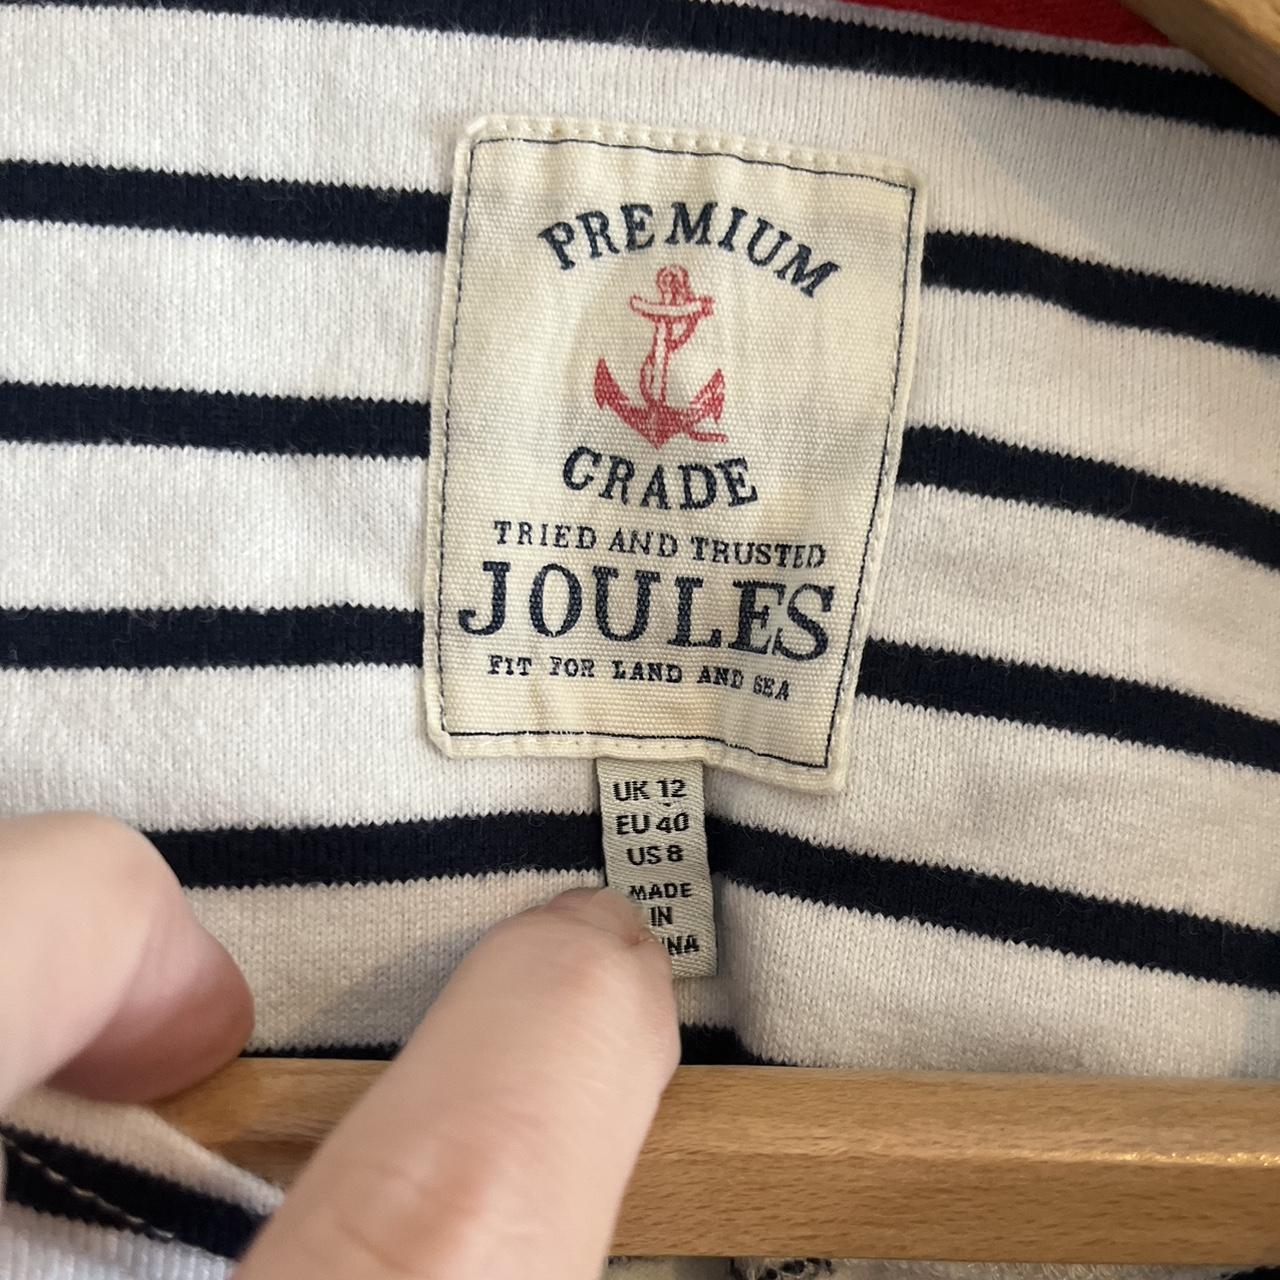 PREMIUM
GRADE
TRIED AND TRUSTED
JOULES
FIT FOR LAND AND SEA
UK 12
EU 40
US 8
MADE
IN